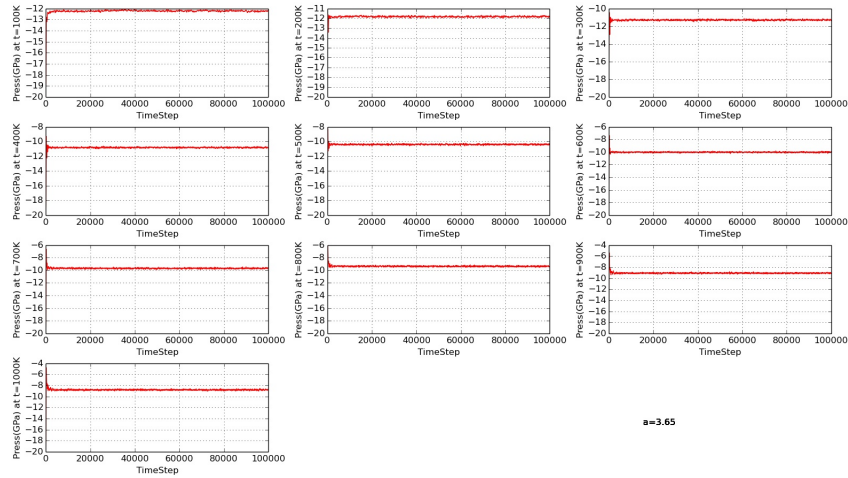 −12
−13
−14
−15
−16
−17
−18
−19
−20
Press(GPa) at t=100K
0 20000 40000 60000 80000 100000
TimeStep
−11
−12
−13
−14
−15
−16
−17
−18
−19
−20
Press(GPa) at t=200K
0 20000 40000 60000 80000 100000
TimeStep
−10
−12
−14
−16
−18
−20
Press(GPa) at t=300K
0 20000 40000 60000 80000 100000
TimeStep
−8
−10
−12
−14
−16
−18
−20
Press(GPa) at t=400K
0 20000 40000 60000 80000 100000
TimeStep
−8
−10
−12
−14
−16
−18
−20
Press(GPa) at t=500K
0 20000 40000 60000 80000 100000
TimeStep
−6
−8
−10
−12
−14
−16
−18
−20
Press(GPa) at t=600K
0 20000 40000 60000 80000 100000
TimeStep
−6
−8
−10
−12
−14
−16
−18
−20
Press(GPa) at t=700K
0 20000 40000 60000 80000 100000
TimeStep
−6
−8
−10
−12
−14
−16
−18
−20
Press(GPa) at t=800K
0 20000 40000 60000 80000 100000
TimeStep
−4
−6
−8
−10
−12
−14
−16
−18
−20
Press(GPa) at t=900K
0 20000 40000 60000 80000 100000
TimeStep
−4
−6
−8
−10
−12
−14
−16
−18
−20
Press(GPa) at t=1000K
0 20000 40000 60000 80000 100000
TimeStep
a=3.65